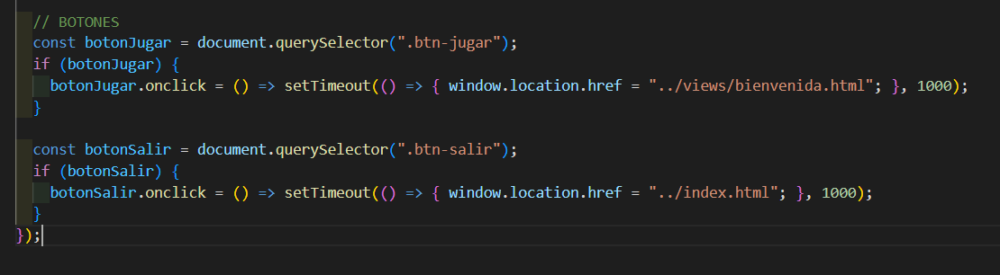 // BOTONES
const botonJugar = document.querySelector(".btn-jugar");
if (botonJugar) {
botonJugar.onclick = () => setTimeout(() => { window.location.href = "../views/bienvenida.html"; }, 1000);
}
const botonSalir = document.querySelector(".btn-salir");
if (botonSalir) {
botonSalir.onclick = () => setTimeout(() => { window.location.href = "../index.html"; }, 1000);
}
});